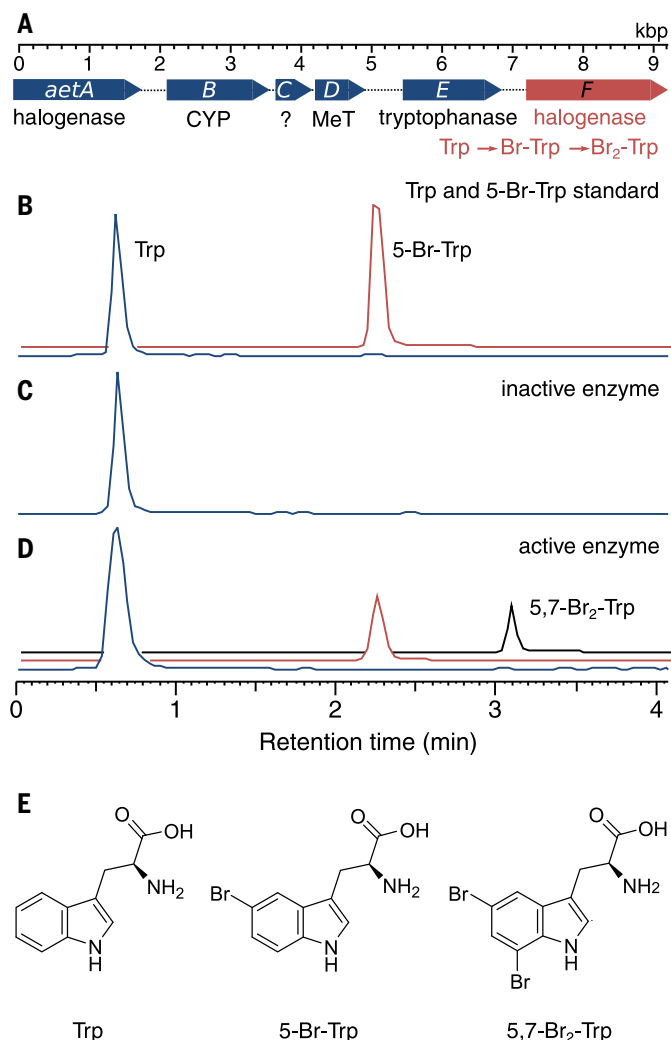 A
kbp
0 1 2 3 4 5 6 7 8 9
aetA B C D E F
halogenase CYP ? MeT tryptophanase halogenase
Trp → Br-Trp → Br₂-Trp
B
Trp and 5-Br-Trp standard
Trp
5-Br-Trp
C
inactive enzyme
D
active enzyme
5,7-Br₂-Trp
0 1 2 3 4
Retention time (min)
E
O OH NH₂ N H
Br O OH NH₂ N H
Br Br O OH NH₂ N H
Trp 5-Br-Trp 5,7-Br₂-Trp